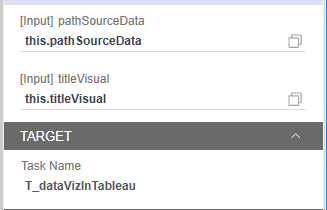 [Input] pathSourceData
this.pathSourceData
[Input] titleVisual
this.titleVisual
TARGET
Task Name
T_dataVizInTableau